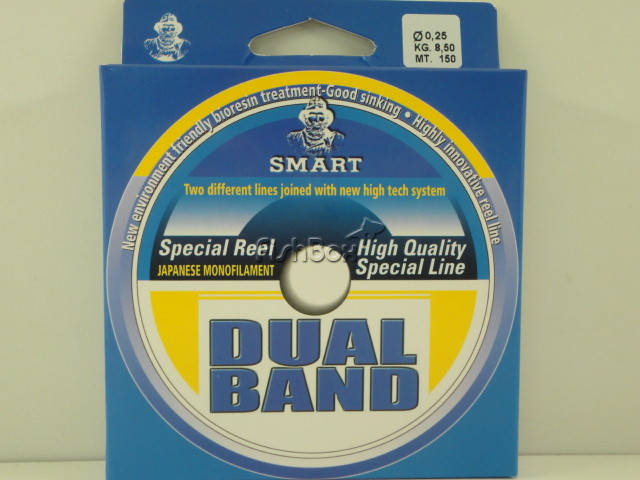 Ø 0,25
KG. 8,50
MT. 150
New environment friendly bioresin treatment-Good sinking • Highly innovative reel line
SMART
Two different lines joined with new high tech system
Special Reel
JAPANESE MONOFILAMENT
High Quality
Special Line
fishBox
DUAL
BAND